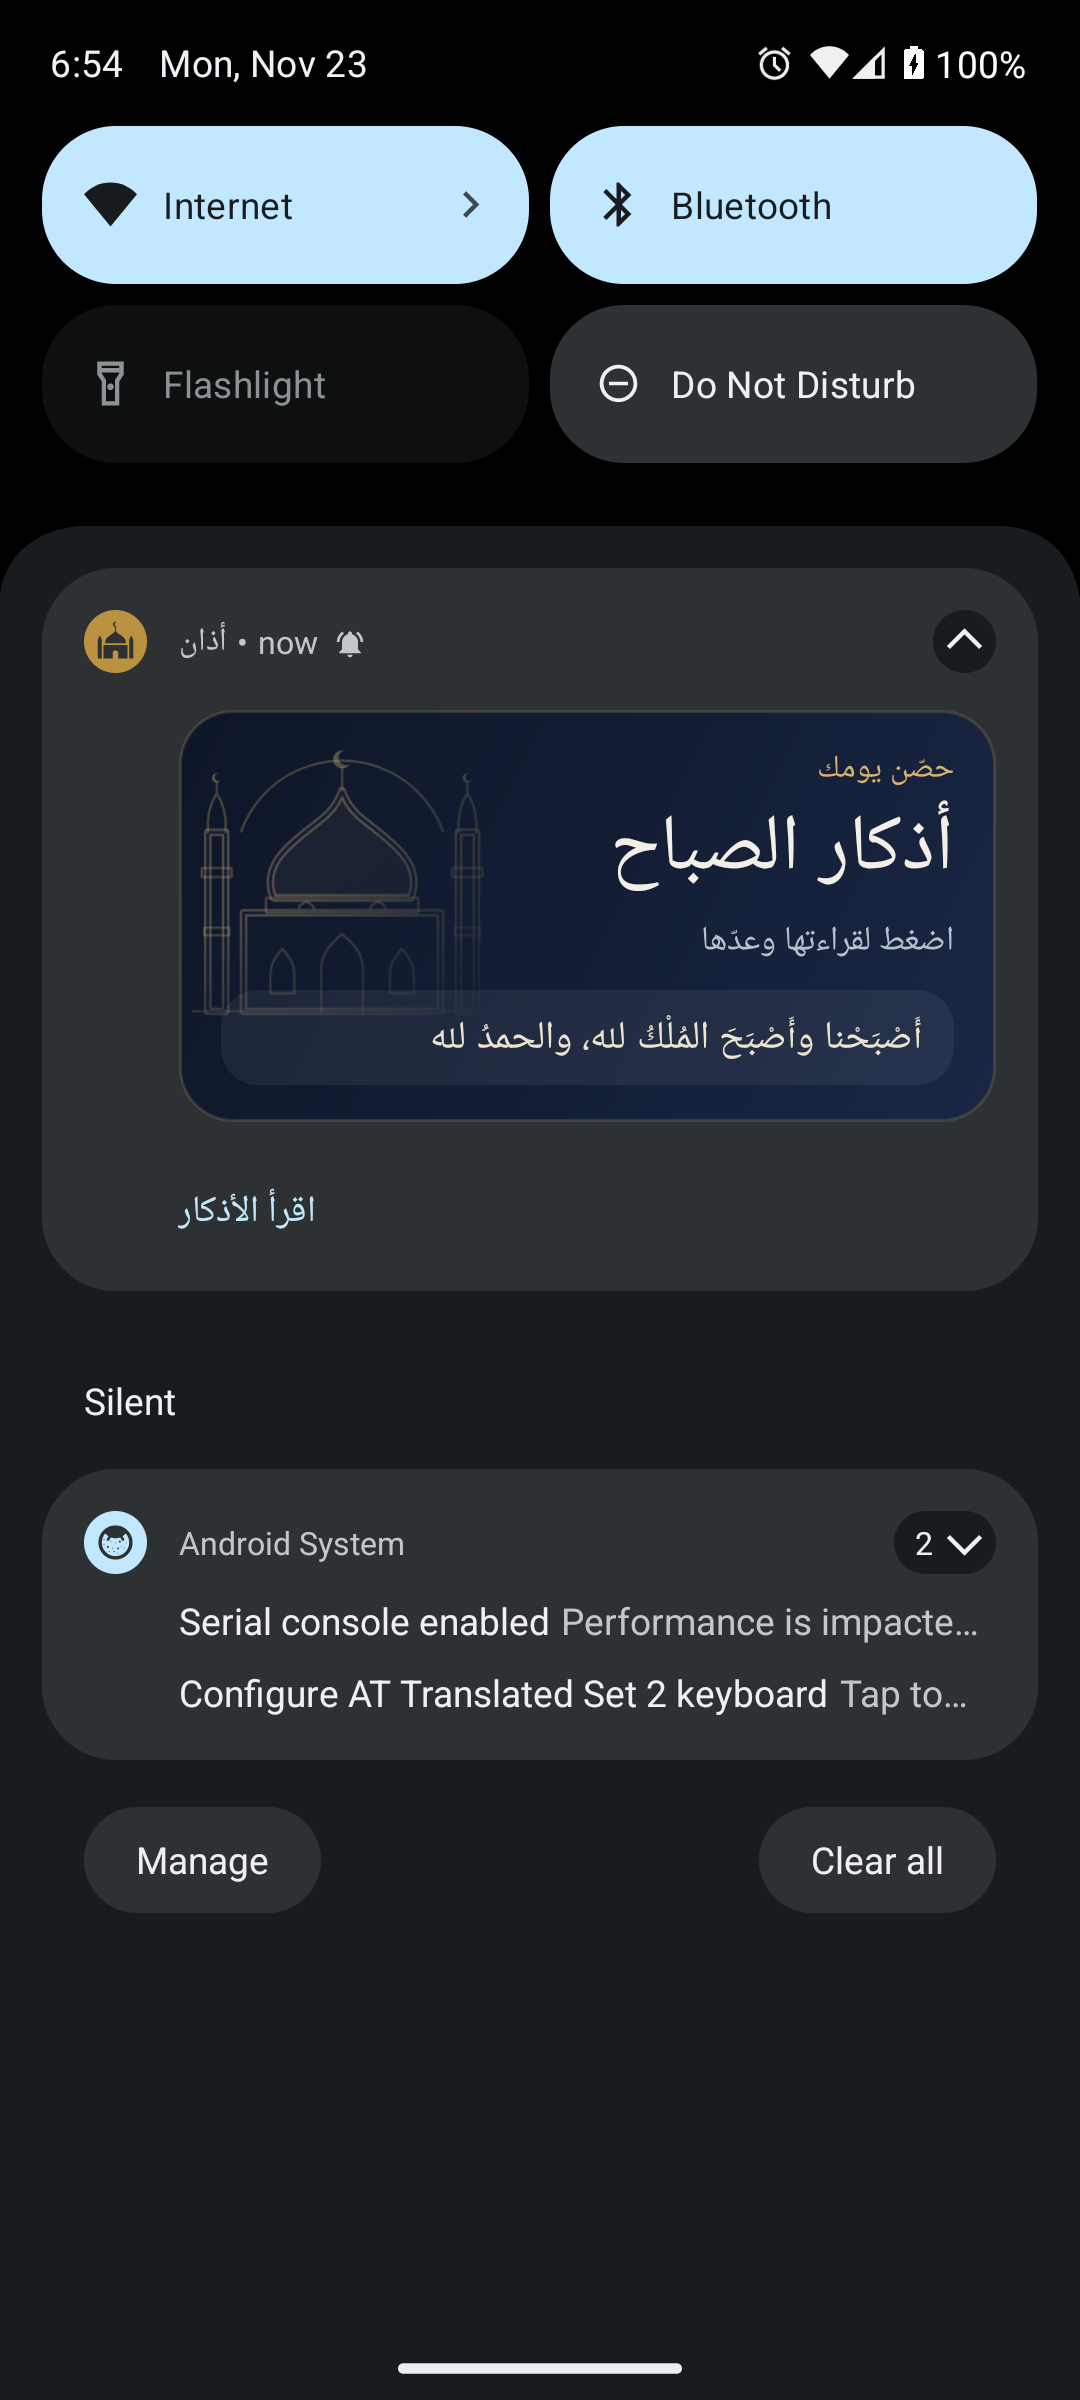 6:54 Mon, Nov 23 100%
Internet
Bluetooth
Flashlight
Do Not Disturb
أذان • now
حصّن يومك
أذكار الصباح
اضغط لقراءتها وعدّها
أَصْبَحْنا وأَصْبَحَ المُلْكُ لله، والحمدُ لله
اقرأ الأذكار
Silent
Android System 2
Serial console enabled Performance is impacte…
Configure AT Translated Set 2 keyboard Tap to…
Manage
Clear all